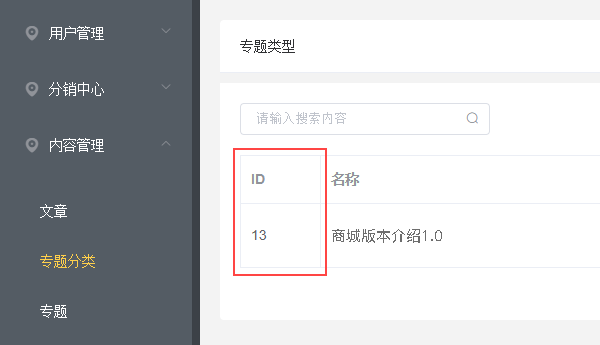 用户管理
分销中心
内容管理
文章
专题分类
专题
专题类型
请输入搜索内容
ID 名称
13 商城版本介绍1.0